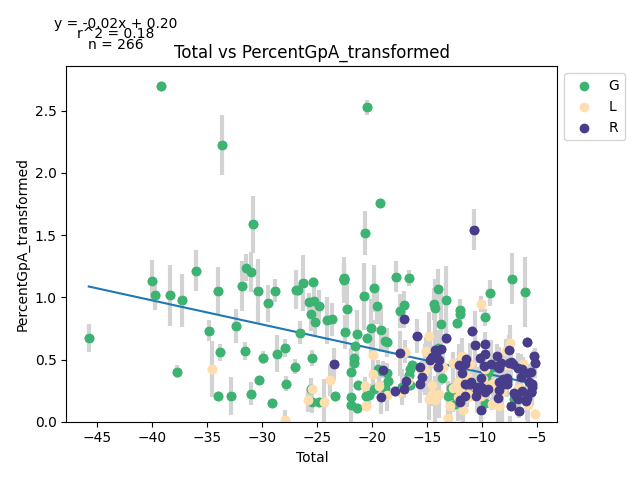 y = -0.02x + 0.20
r^2 = 0.18
n = 266
Total vs PercentGpA_transformed
G
L
R
PercentGpA_transformed
2.5
2.0
1.5
1.0
0.5
0.0
−45 −40 −35 −30 −25 −20 −15 −10 −5
Total